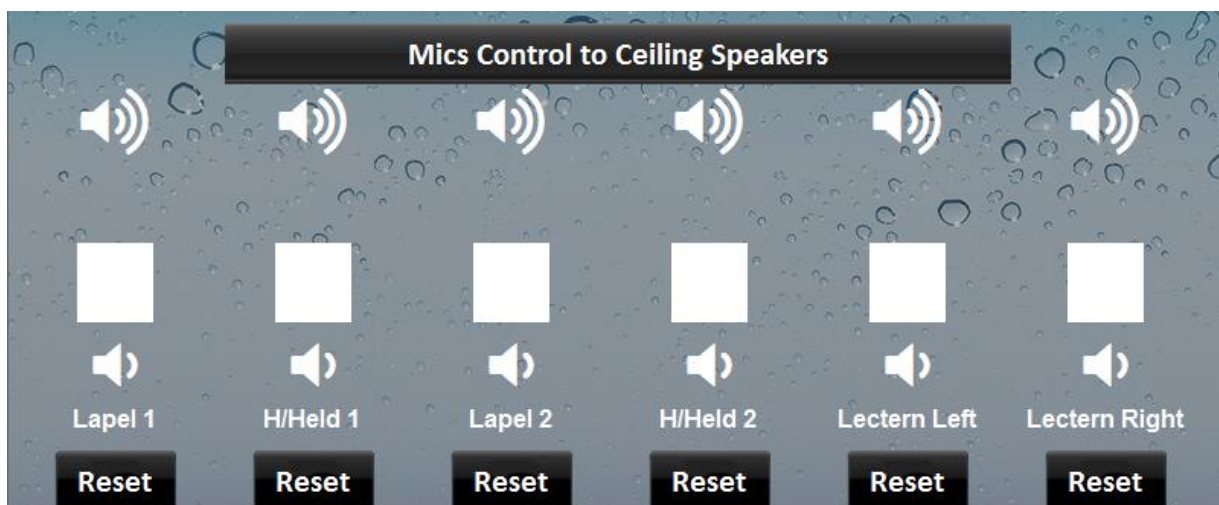 Mics Control to Ceiling Speakers
Lapel 1 H/Held 1 Lapel 2 H/Held 2 Lectern Left Lectern Right
Reset Reset Reset Reset Reset Reset